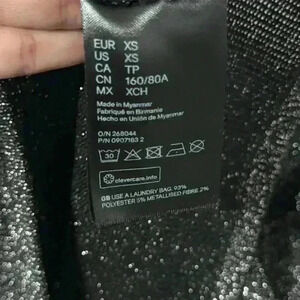 EUR XS
US XS
CA TP
CN 160/80A
MX XCH
Made in Myanmar
Fabriqué en Birmanie
Hecho en Unión de Myanmar
O/N 268044
P/N 0907183 2
30
clevercare.info
GB USE A LAUNDRY BAG. 93%
POLYESTER 5% METALLISED FIBRE 2%